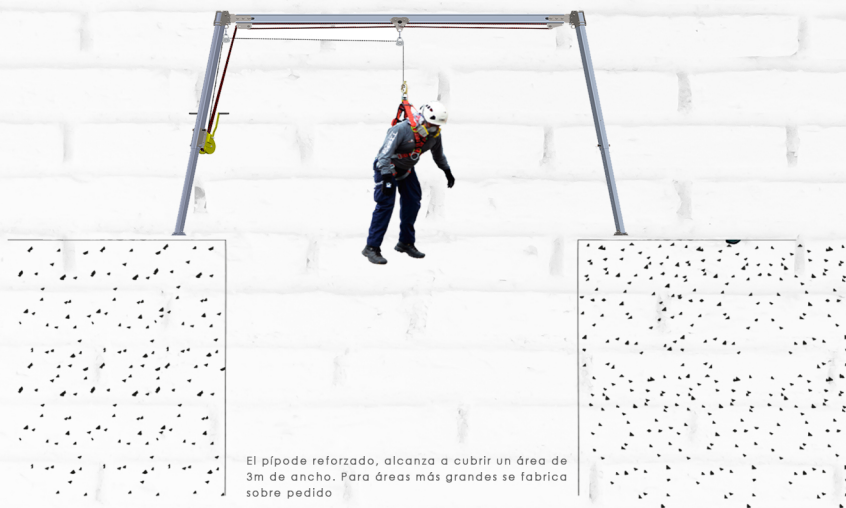 El pípode reforzado, alcanza a cubrir un área de
3m de ancho. Para áreas más grandes se fabrica
sobre pedido